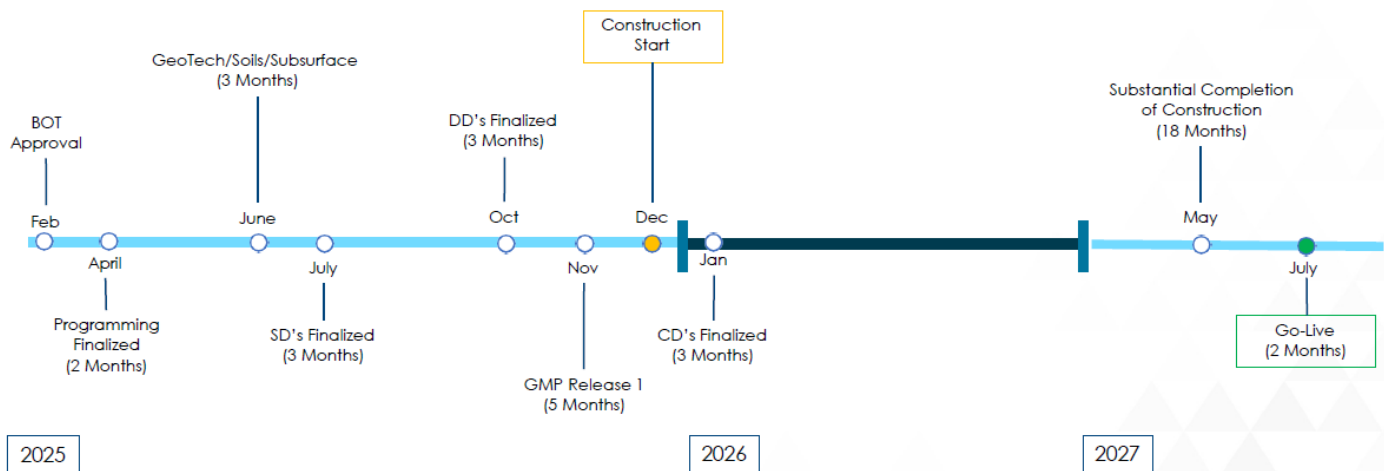 Construction
Start
GeoTech/Soils/Subsurface
(3 Months)
Substantial Completion
of Construction
(18 Months)
BOT
Approval
DD's Finalized
(3 Months)
Feb
June
Oct
Dec
May
April
July
Nov
Jan
July
Programming
Finalized
(2 Months)
SD's Finalized
(3 Months)
CD's Finalized
(3 Months)
Go-Live
(2 Months)
GMP Release 1
(5 Months)
2025
2026
2027